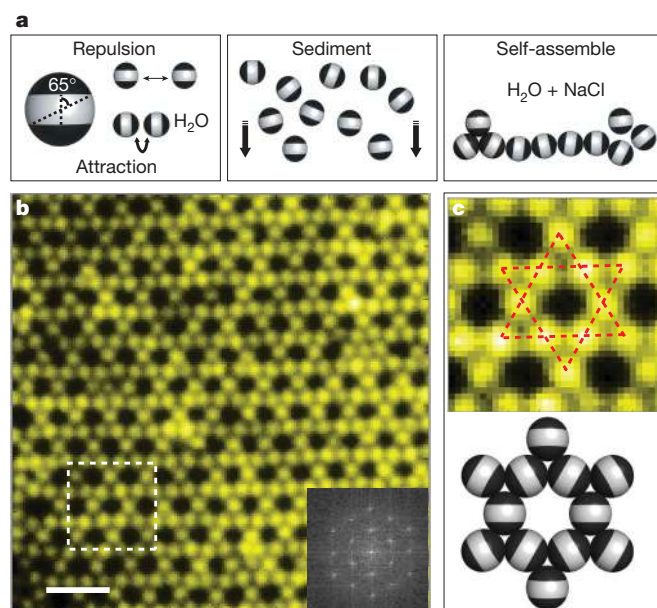 a
Repulsion
65°
H₂O
Attraction
Sediment
Self-assemble
H₂O + NaCl
b
c